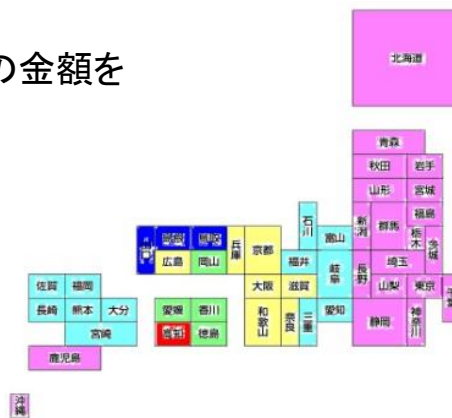 の金額を
北海道
青森
秋田 岩手
山形 宮城
新潟 群馬 福島
栃木 茨城
石川 富山
兵庫 京都
広島 岡山 福井 岐阜 長野 埼玉
大阪 滋賀 山梨 東京 千葉
佐賀 福岡
長崎 熊本 大分 愛媛 香川 和歌山 奈良 三重 愛知 静岡 神奈川
宮崎 高知 徳島
鹿児島
沖縄